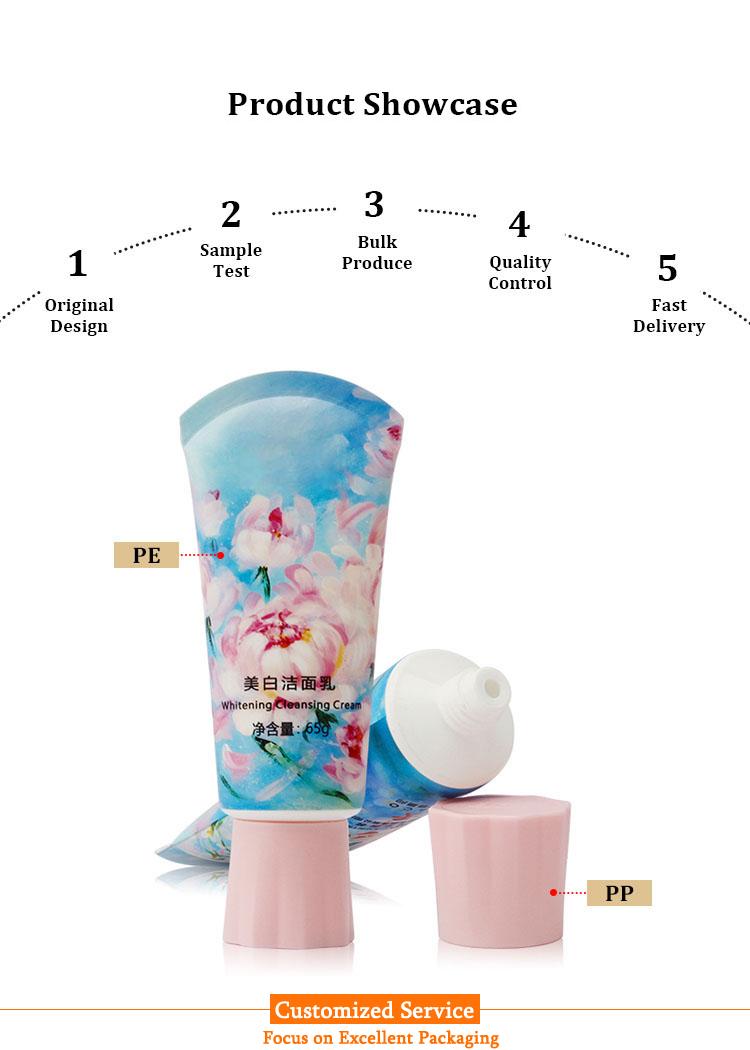 Product Showcase
1
Original
Design
2
Sample
Test
3
Bulk
Produce
4
Quality
Control
5
Fast
Delivery
PE
美白洁面乳
Whitening Cleansing Cream
净含量: 65g
PP
Customized Service
Focus on Excellent Packaging